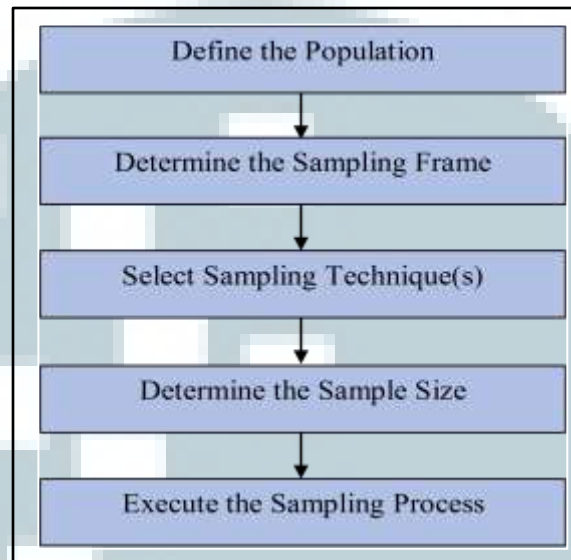 Define the Population
Determine the Sampling Frame
Select Sampling Technique(s)
Determine the Sample Size
Execute the Sampling Process